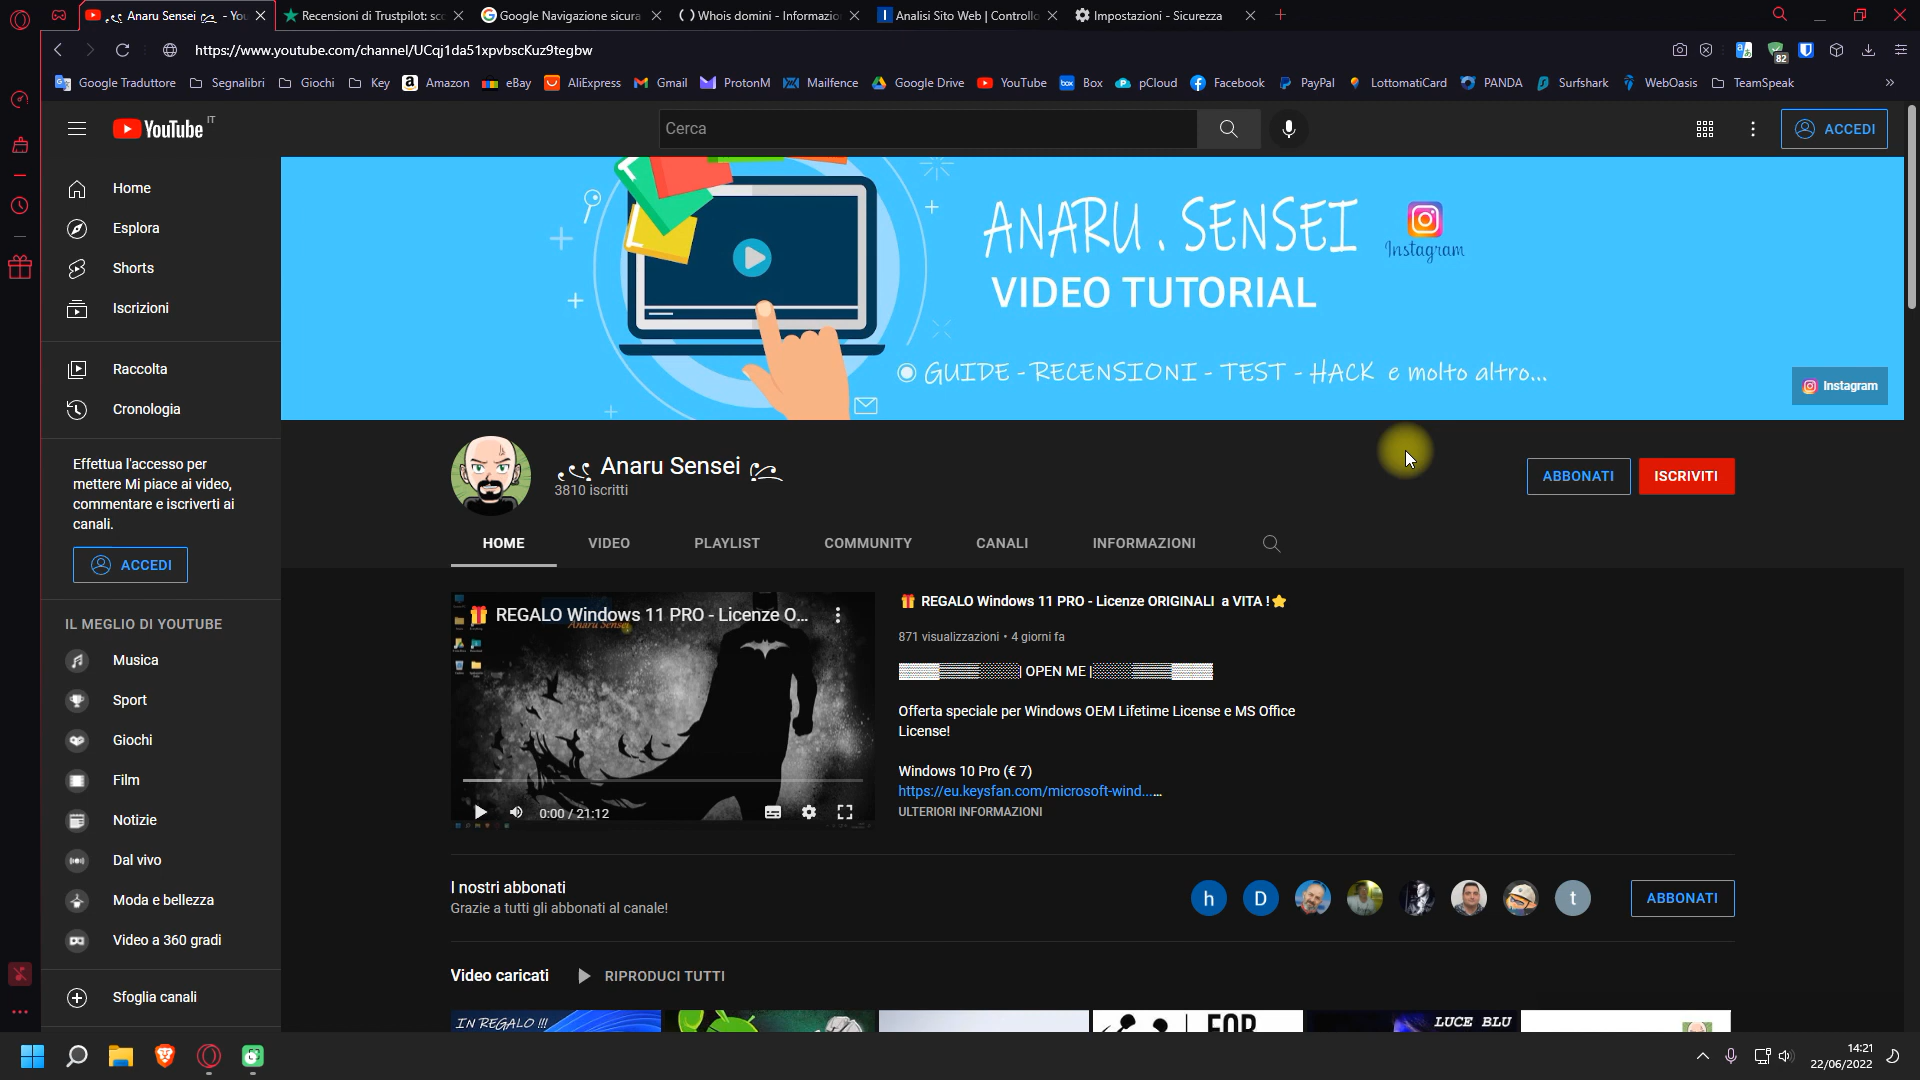 Anaru Sensei - You
Recensioni di Trustpilot: sc
Google Navigazione sicura
Whois domini - Informazio
Analisi Sito Web | Controllo
Impostazioni - Sicurezza
https://www.youtube.com/channel/UCqj1da51xpvbscKuz9tegbw
82
Google Traduttore
Segnalibri
Giochi
Key
Amazon
eBay
AliExpress
Gmail
ProtonM
Mailfence
Google Drive
YouTube
Box
pCloud
Facebook
PayPal
LottomatiCard
PANDA
Surfshark
WebOasis
TeamSpeak
YouTube IT
Cerca
ACCEDI
Home
Esplora
Shorts
Iscrizioni
Raccolta
Cronologia
Effettua l'accesso per
mettere Mi piace ai video,
commentare e iscriverti ai
canali.
ACCEDI
IL MEGLIO DI YOUTUBE
Musica
Sport
Giochi
Film
Notizie
Dal vivo
Moda e bellezza
Video a 360 gradi
Sfoglia canali
ANARU . SENSEI
Instagram
VIDEO TUTORIAL
GUIDE - RECENSIONI - TEST - HACK e molto altro...
Instagram
Anaru Sensei
3810 iscritti
ABBONATI
ISCRIVITI
HOME
VIDEO
PLAYLIST
COMMUNITY
CANALI
INFORMAZIONI
REGALO Windows 11 PRO - Licenze O...
Anaru Sensei
0:00 / 21:12
REGALO Windows 11 PRO - Licenze ORIGINALI a VITA !
871 visualizzazioni • 4 giorni fa
| OPEN ME |
Offerta speciale per Windows OEM Lifetime License e MS Office
License!
Windows 10 Pro (€ 7)
https://eu.keysfan.com/microsoft-wind......
ULTERIORI INFORMAZIONI
I nostri abbonati
Grazie a tutti gli abbonati al canale!
h
D
t
ABBONATI
Video caricati
RIPRODUCI TUTTI
IN REGALO !!!
FOR
LUCE BLU
14:21
22/06/2022